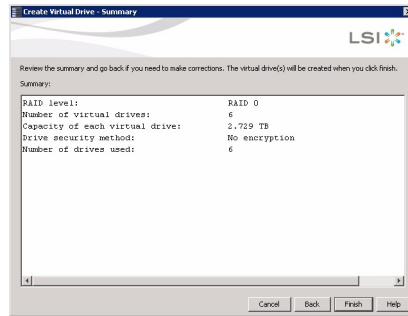 Create Virtual Drive - Summary
LSI
Review the summary and go back if you need to make corrections. The virtual drive(s) will be created when you click finish.
Summary:
RAID level: RAID 0
Number of virtual drives: 6
Capacity of each virtual drive: 2.729 TB
Drive security method: No encryption
Number of drives used: 6
Cancel Back Finish Help